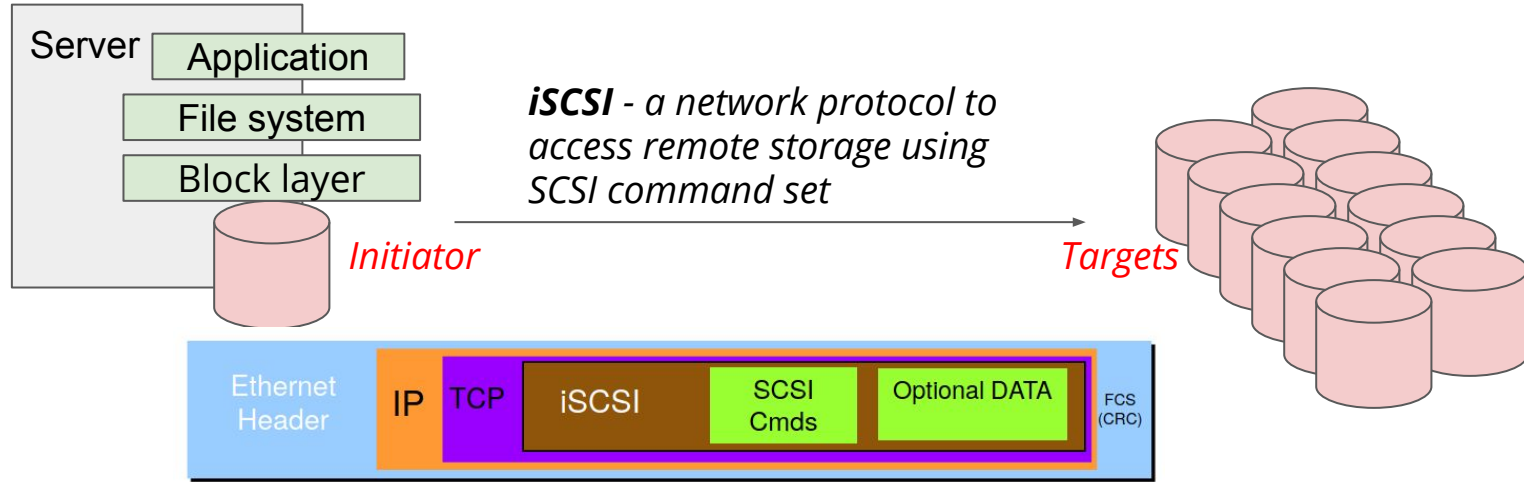 Server
Application
File system
Block layer
iSCSI - a network protocol to
access remote storage using
SCSI command set
Initiator
Targets
Ethernet
Header
IP
TCP
iSCSI
SCSI
Cmds
Optional DATA
FCS
(CRC)